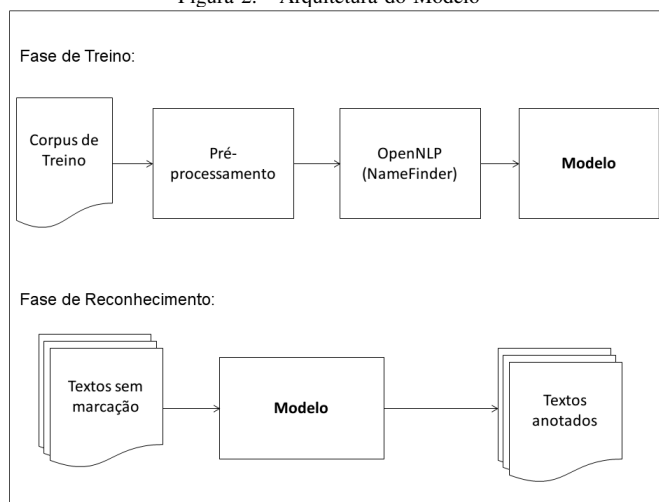 Figura 2. Arquitetura do Modelo
Fase de Treino:
Corpus de
Treino
Pré-
processamento
OpenNLP
(NameFinder)
Modelo
Fase de Reconhecimento:
Textos sem
marcação
Modelo
Textos
anotados